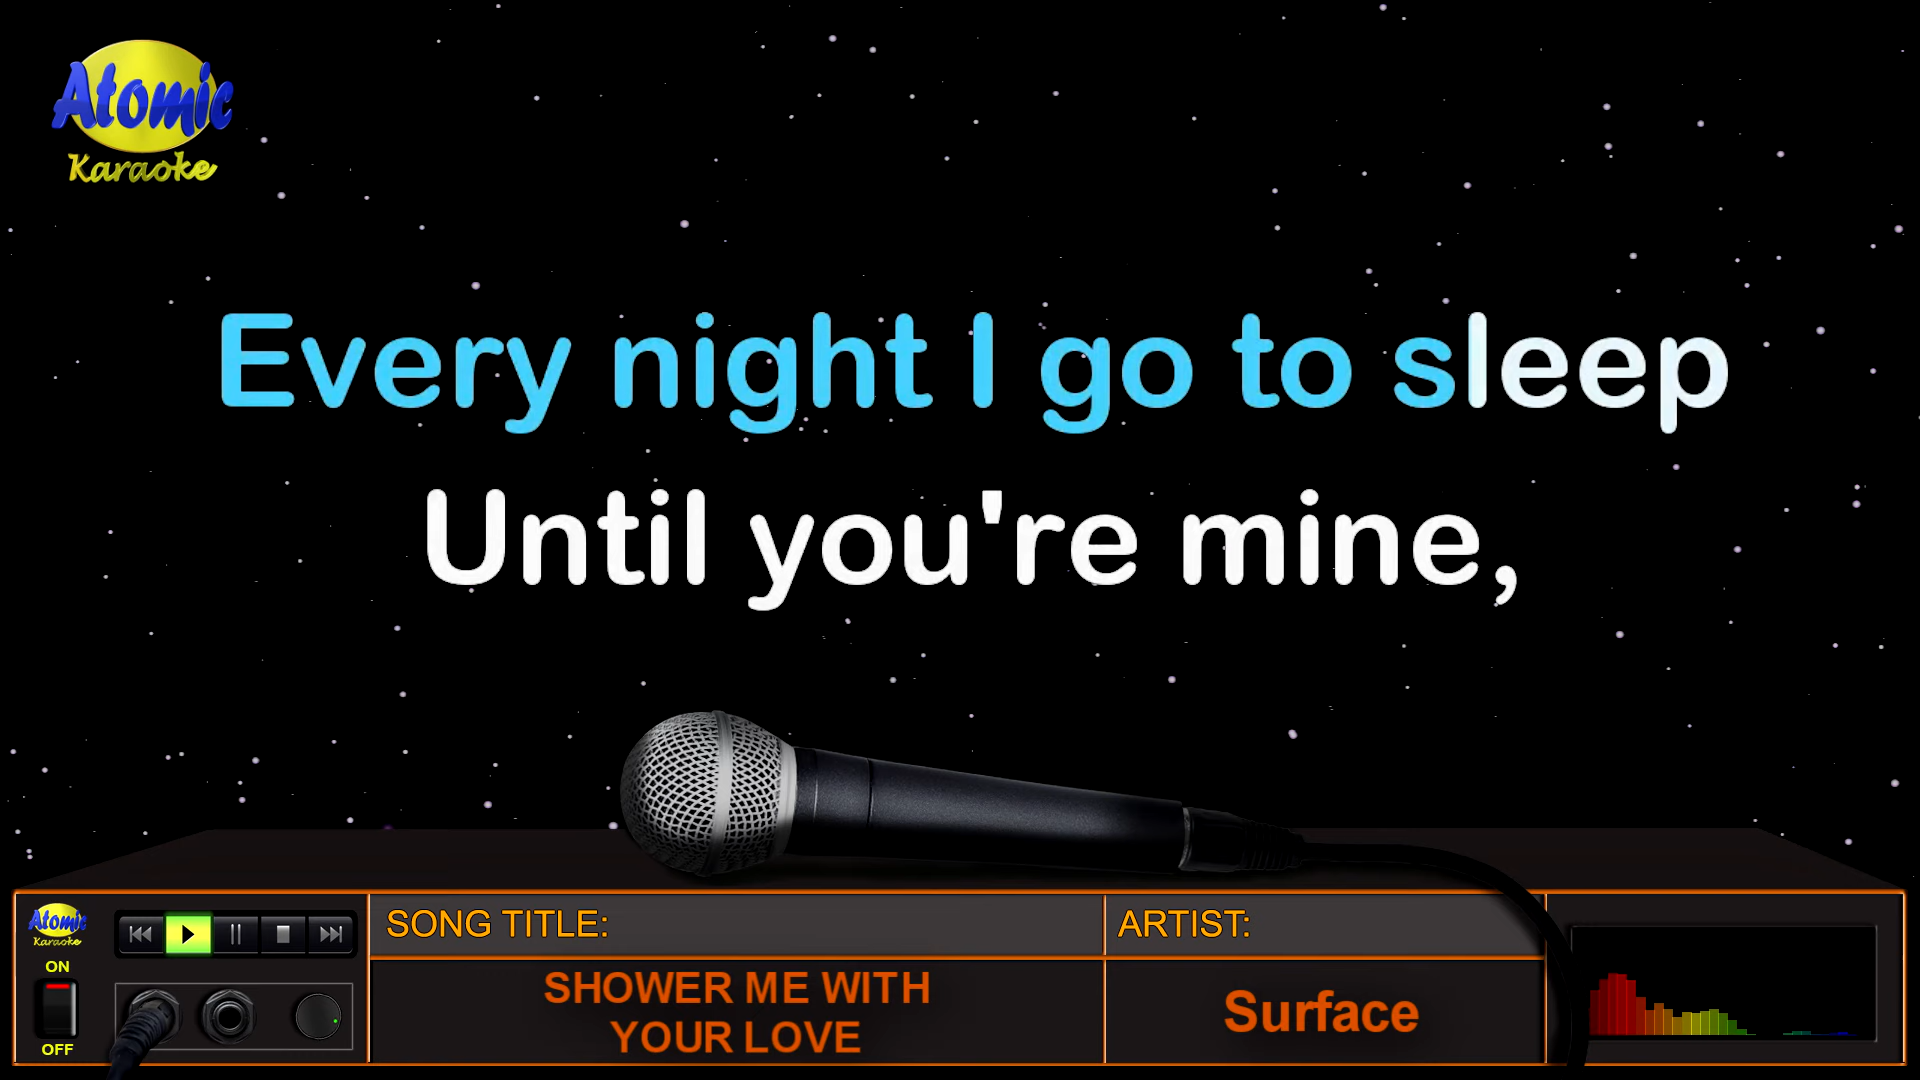 Atomic
Karaoke
Every night I go to sleep
Until you're mine,
Atomic
Karaoke
ON
OFF
SONG TITLE:
SHOWER ME WITH
YOUR LOVE
ARTIST:
Surface